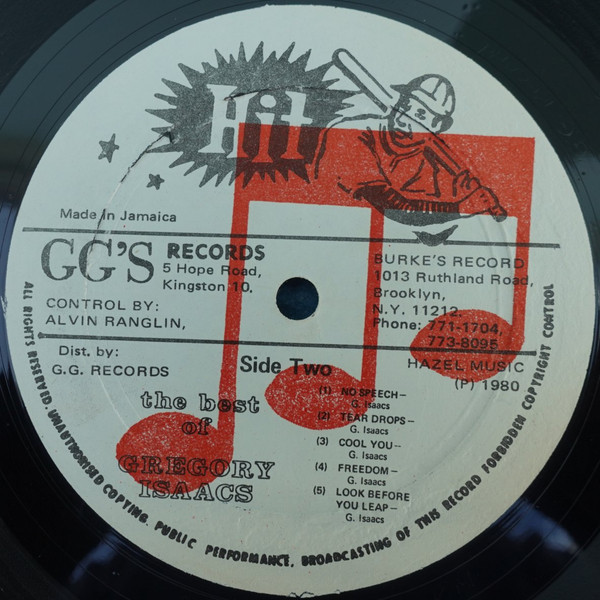 Hit
Made In Jamaica
GG'S RECORDS
5 Hope Road,
Kingston 10.
CONTROL BY:
ALVIN RANGLIN,
BURKE'S RECORD
1013 Ruthland Road,
Brooklyn,
N.Y. 11212.
Phone: 771-1704,
773-8095
Dist. by:
G.G. RECORDS
Side Two
HAZEL MUSIC
(P) 1980
the best
of
GREGORY
ISAACS
(1) NO SPEECH—
G. Isaacs
(2) TEAR DROPS—
G. Isaacs
(3) COOL YOU—
G. Isaacs
(4) FREEDOM—
G. Isaacs
(5) LOOK BEFORE
YOU LEAP—
G. Isaacs
ALL RIGHTS RESERVED. UNAUTHORISED COPYING. PUBLIC PERFORMANCE. BROADCASTING OF THIS RECORD FORBIDDEN COPYRIGHT CONTROL